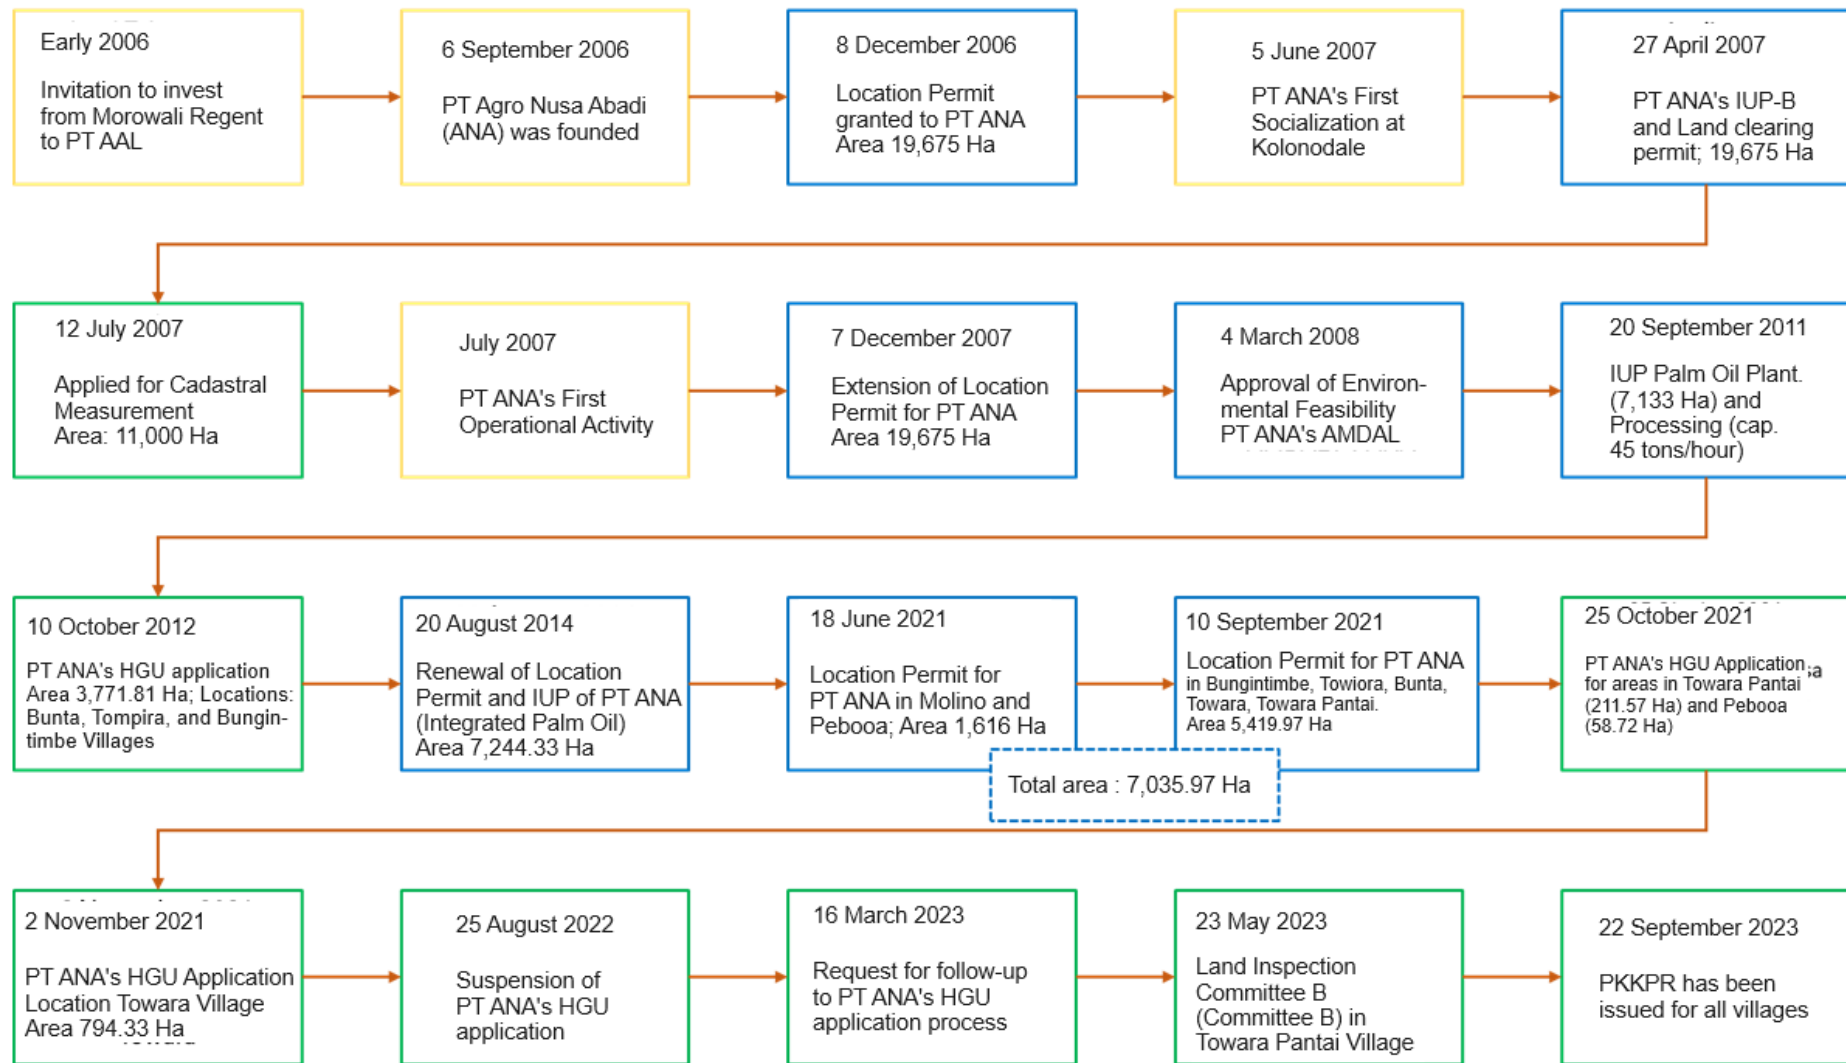 Early 2006
Invitation to invest
from Morowali Regent
to PT AAL
6 September 2006
PT Agro Nusa Abadi
(ANA) was founded
8 December 2006
Location Permit
granted to PT ANA
Area 19,675 Ha
5 June 2007
PT ANA's First
Socialization at
Kolonodale
27 April 2007
PT ANA's IUP-B
and Land clearing
permit; 19,675 Ha
12 July 2007
Applied for Cadastral
Measurement
Area: 11,000 Ha
July 2007
PT ANA's First
Operational Activity
7 December 2007
Extension of Location
Permit for PT ANA
Area 19,675 Ha
4 March 2008
Approval of Environ-
mental Feasibility
PT ANA's AMDAL
20 September 2011
IUP Palm Oil Plant.
(7,133 Ha) and
Processing (cap.
45 tons/hour)
10 October 2012
PT ANA's HGU application
Area 3,771.81 Ha; Locations:
Bunta, Tompira, and Bungin-
timbe Villages
20 August 2014
Renewal of Location
Permit and IUP of PT ANA
(Integrated Palm Oil)
Area 7,244.33 Ha
18 June 2021
Location Permit for
PT ANA in Molino and
Pebooa; Area 1,616 Ha
10 September 2021
Location Permit for PT ANA
in Bungintimbe, Towiora, Bunta,
Towara, Towara Pantai.
Area 5,419.97 Ha
Total area : 7,035.97 Ha
25 October 2021
PT ANA's HGU Application
for areas in Towara Pantai
(211.57 Ha) and Pebooa
(58.72 Ha)
2 November 2021
PT ANA's HGU Application
Location Towara Village
Area 794.33 Ha
25 August 2022
Suspension of
PT ANA's HGU
application
16 March 2023
Request for follow-up
to PT ANA's HGU
application process
23 May 2023
Land Inspection
Committee B
(Committee B) in
Towara Pantai Village
22 September 2023
PKKPR has been
issued for all villages